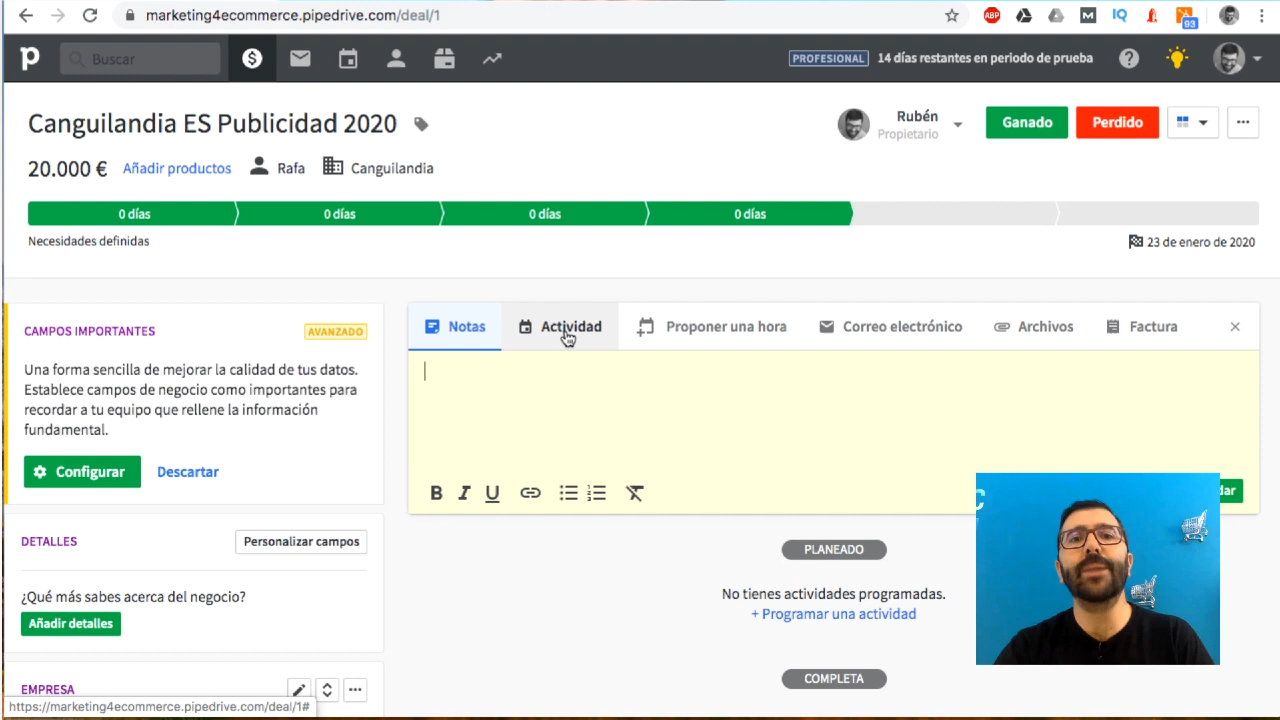 marketing4ecommerce.pipedrive.com/deal/1
ABP
M
IQ
93
p
Buscar
PROFESIONAL
14 días restantes en periodo de prueba
Canguilandia ES Publicidad 2020
Rubén
Propietario
Ganado
Perdido
20.000 €
Añadir productos
Rafa
Canguilandia
0 días
0 días
0 días
0 días
Necesidades definidas
23 de enero de 2020
CAMPOS IMPORTANTES
AVANZADO
Una forma sencilla de mejorar la calidad de tus datos.
Establece campos de negocio como importantes para
recordar a tu equipo que rellene la información
fundamental.
Configurar
Descartar
DETALLES
Personalizar campos
¿Qué más sabes acerca del negocio?
Añadir detalles
EMPRESA
https://marketing4ecommerce.pipedrive.com/deal/1#
Notas
Actividad
Proponer una hora
Correo electrónico
Archivos
Factura
B I U
dar
C
PLANEADO
No tienes actividades programadas.
+ Programar una actividad
COMPLETA